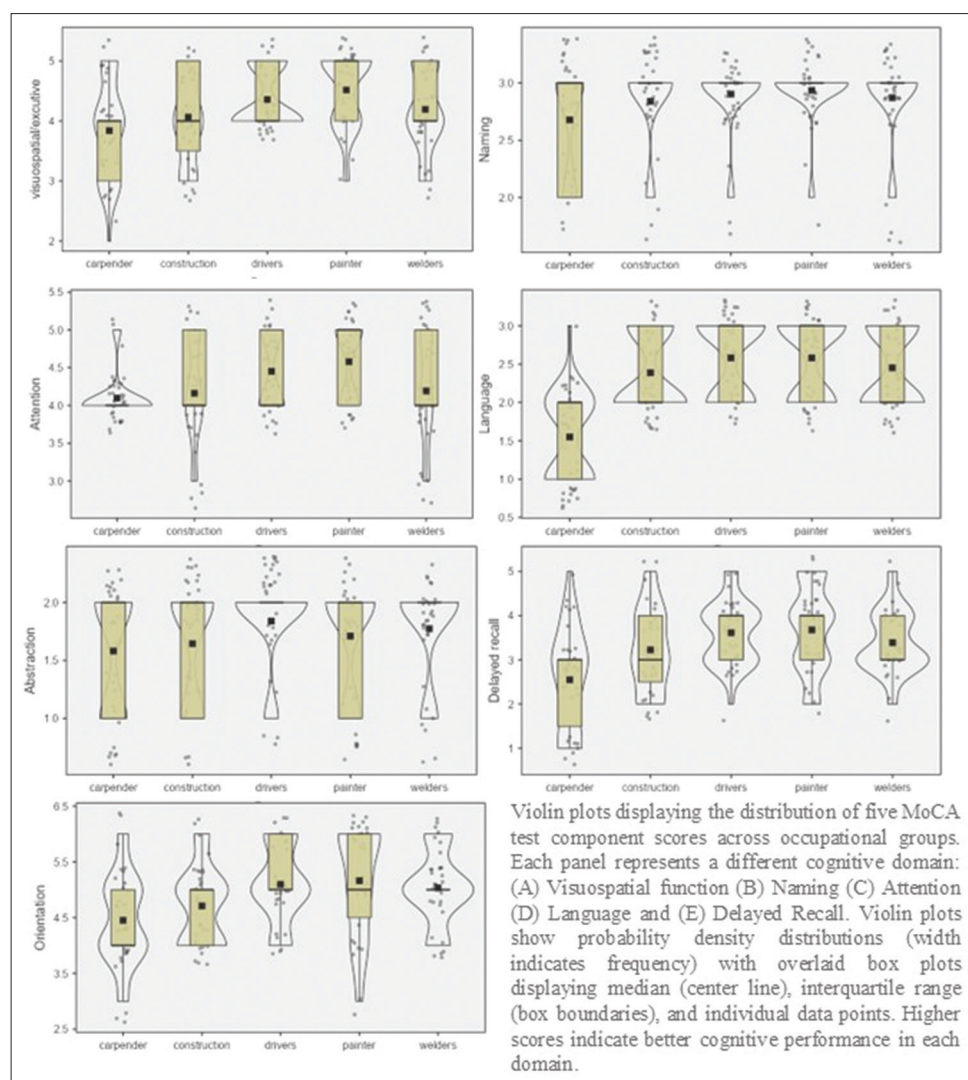 visuospatial/excutive
5
4
3
2
carpender construction drivers painter welders
Naming
3.0
2.5
2.0
carpender construction drivers painter welders
Attention
5.5
5.0
4.5
4.0
3.5
3.0
carpender construction drivers painter welders
Language
3.0
2.5
2.0
1.5
1.0
0.5
carpender construction drivers painter welders
Abstraction
2.0
1.5
1.0
carpender construction drivers painter welders
Delayed recall
5
4
3
2
1
carpender construction drivers painter welders
Orientation
6.5
5.5
4.5
3.5
2.5
carpender construction drivers painter welders
Violin plots displaying the distribution of five MoCA
test component scores across occupational groups.
Each panel represents a different cognitive domain:
(A) Visuospatial function (B) Naming (C) Attention
(D) Language and (E) Delayed Recall. Violin plots
show probability density distributions (width
indicates frequency) with overlaid box plots
displaying median (center line), interquartile range
(box boundaries), and individual data points. Higher
scores indicate better cognitive performance in each
domain.